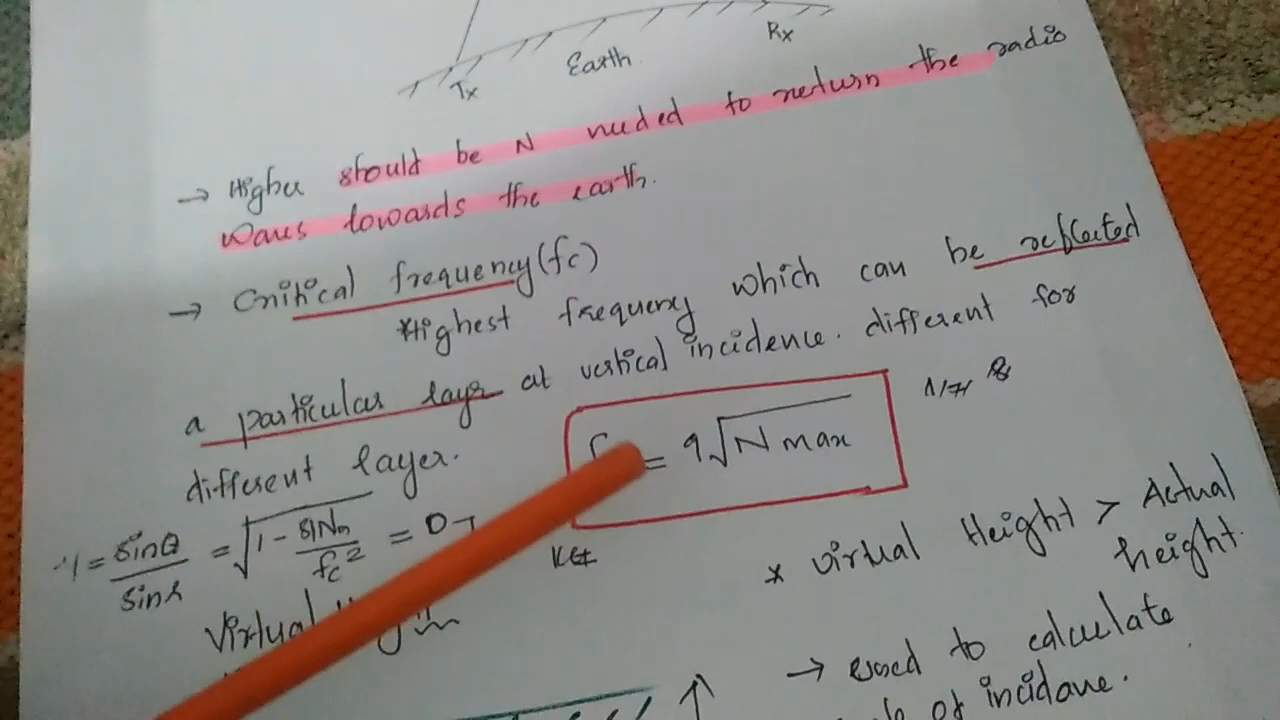 Tx Earth Rx
→ Higher should be N needed to return the radio
waves towards the earth.
→ Critical frequency (fc)
*Highest frequency which can be reflected
a particular layer at vertical incidence. different for
different layer.
= 9√N max
= sinθ / sin = √1 - 81Nm / fc² = 0
* virtual Height > Actual
height.
Virtual
→ used to calculate
of incidane.